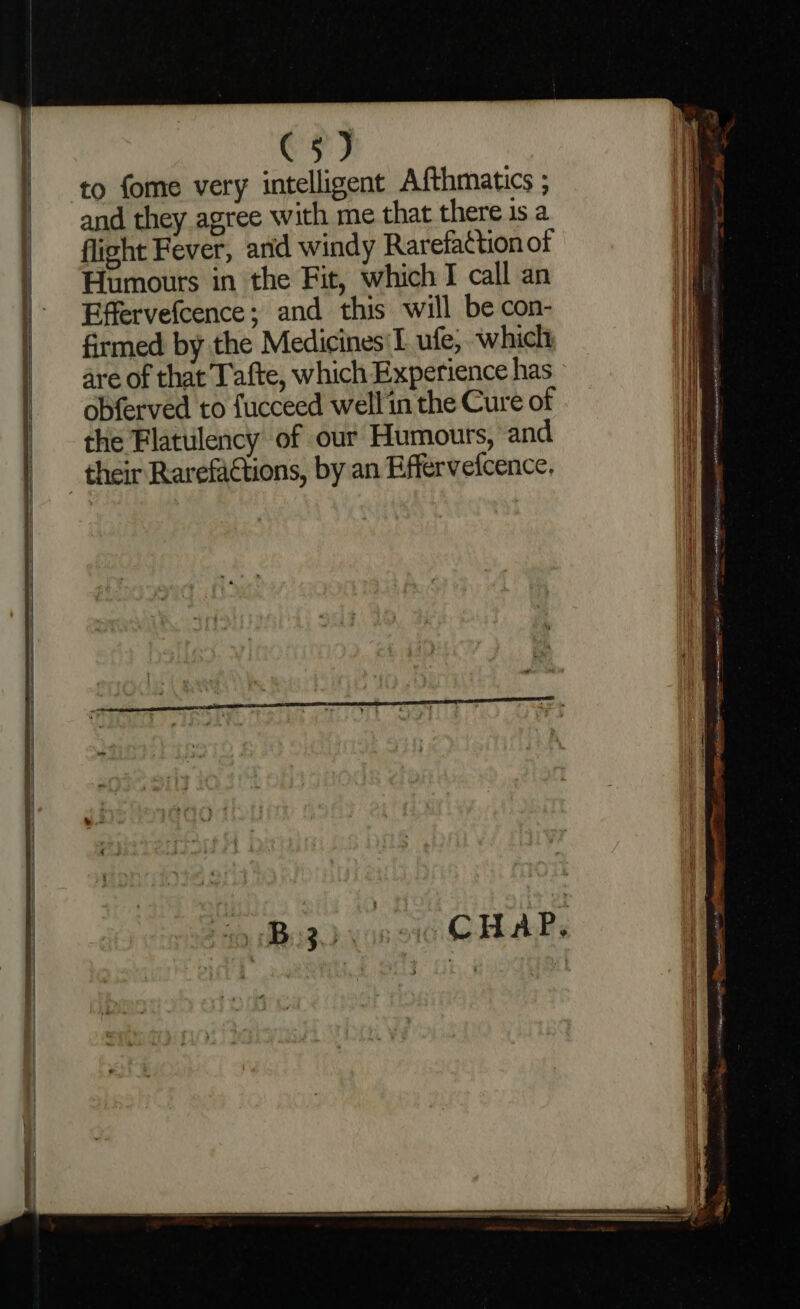 ( 5 )
to ſome very intelligent Aſthmatics ;
and they agree with me that there is a
ſlight Fever, and windy Rarefaction of
Humours in the Fit, which I call an
Efferveſcence; and this will be con-
firmed by the Medicines I uſe, which
are of that Taſte, which Experience has
obſerved to ſucceed well in the Cure of
the Flatulency of our Humours, and
their Rarefactions, by an Efferveſcence.
B 3 CHAP.